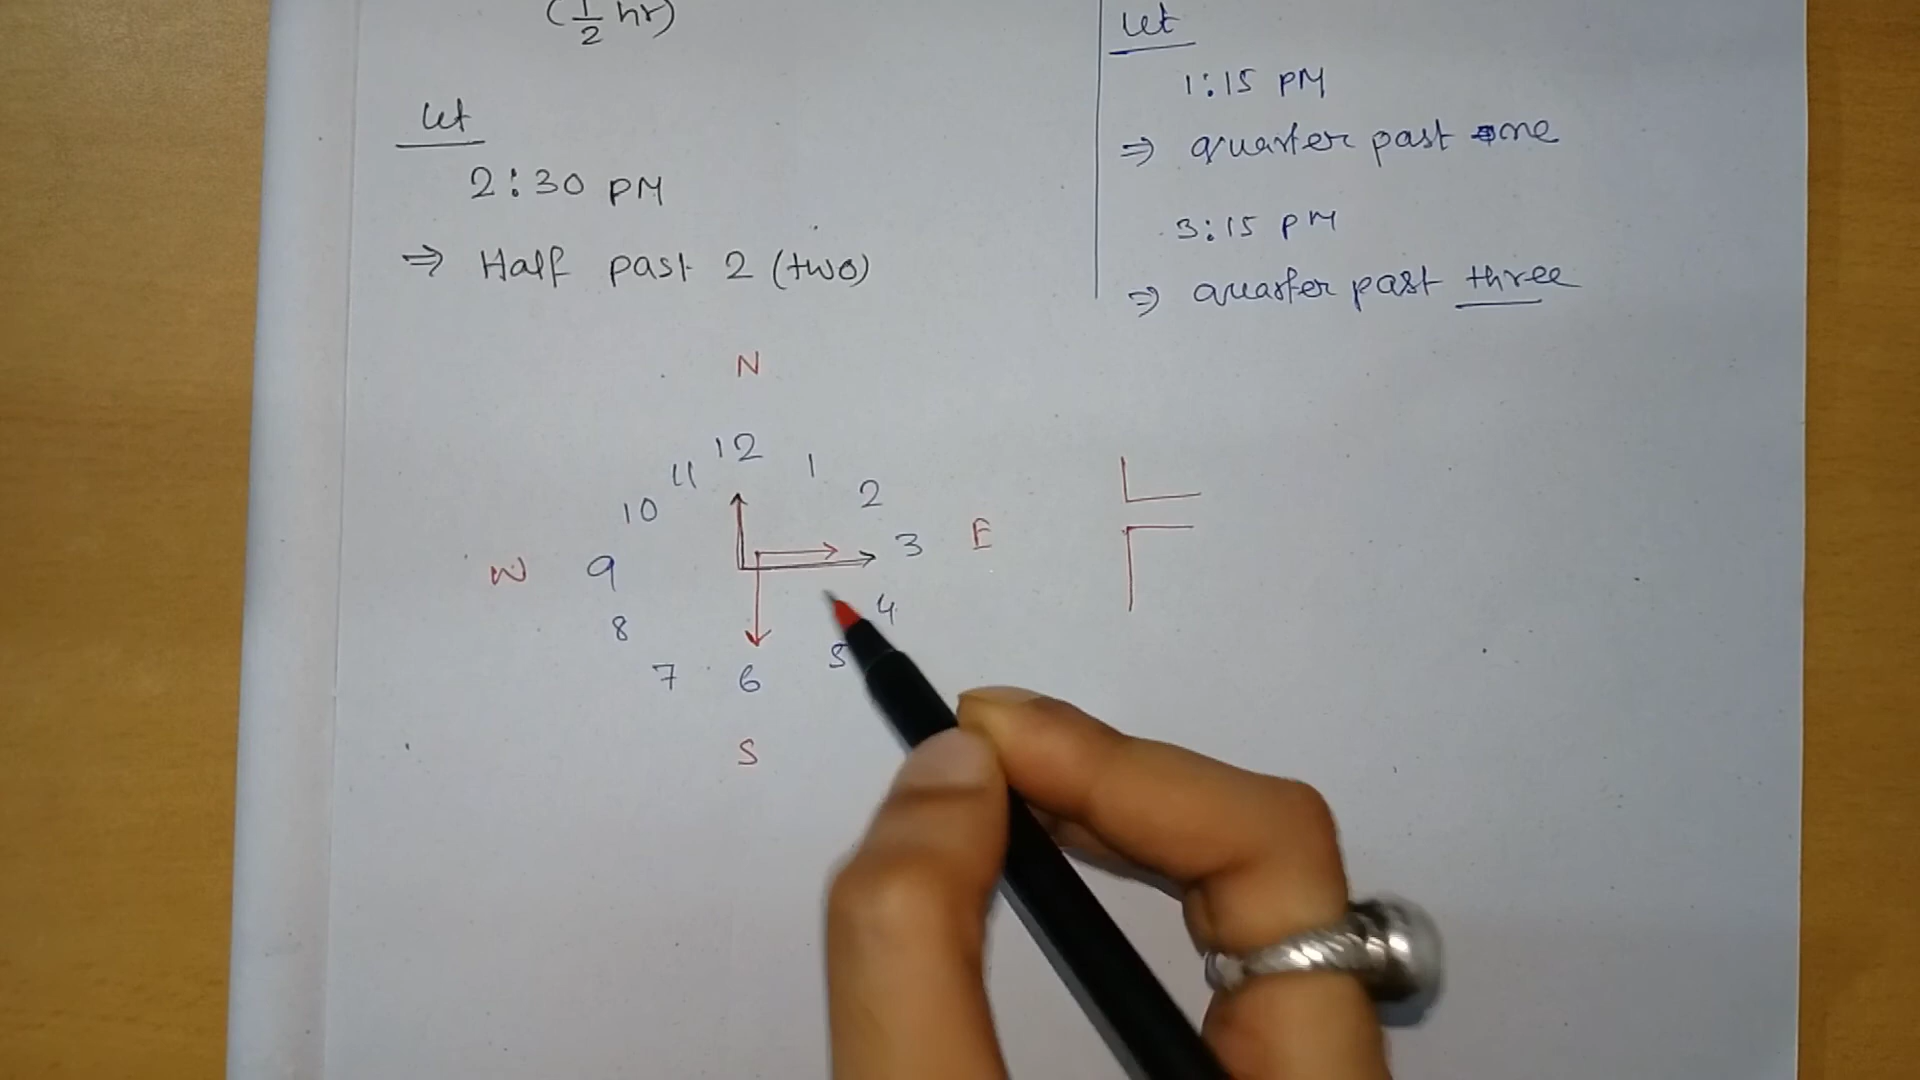 (1/2 hr)
Let
2:30 PM
⇒ Half past 2 (two)
Let
1:15 PM
⇒ quarter past one
3:15 PM
⇒ quarter past three
N
12
11 1
10 2
W 9 3 E
8 4
7 6 5
S